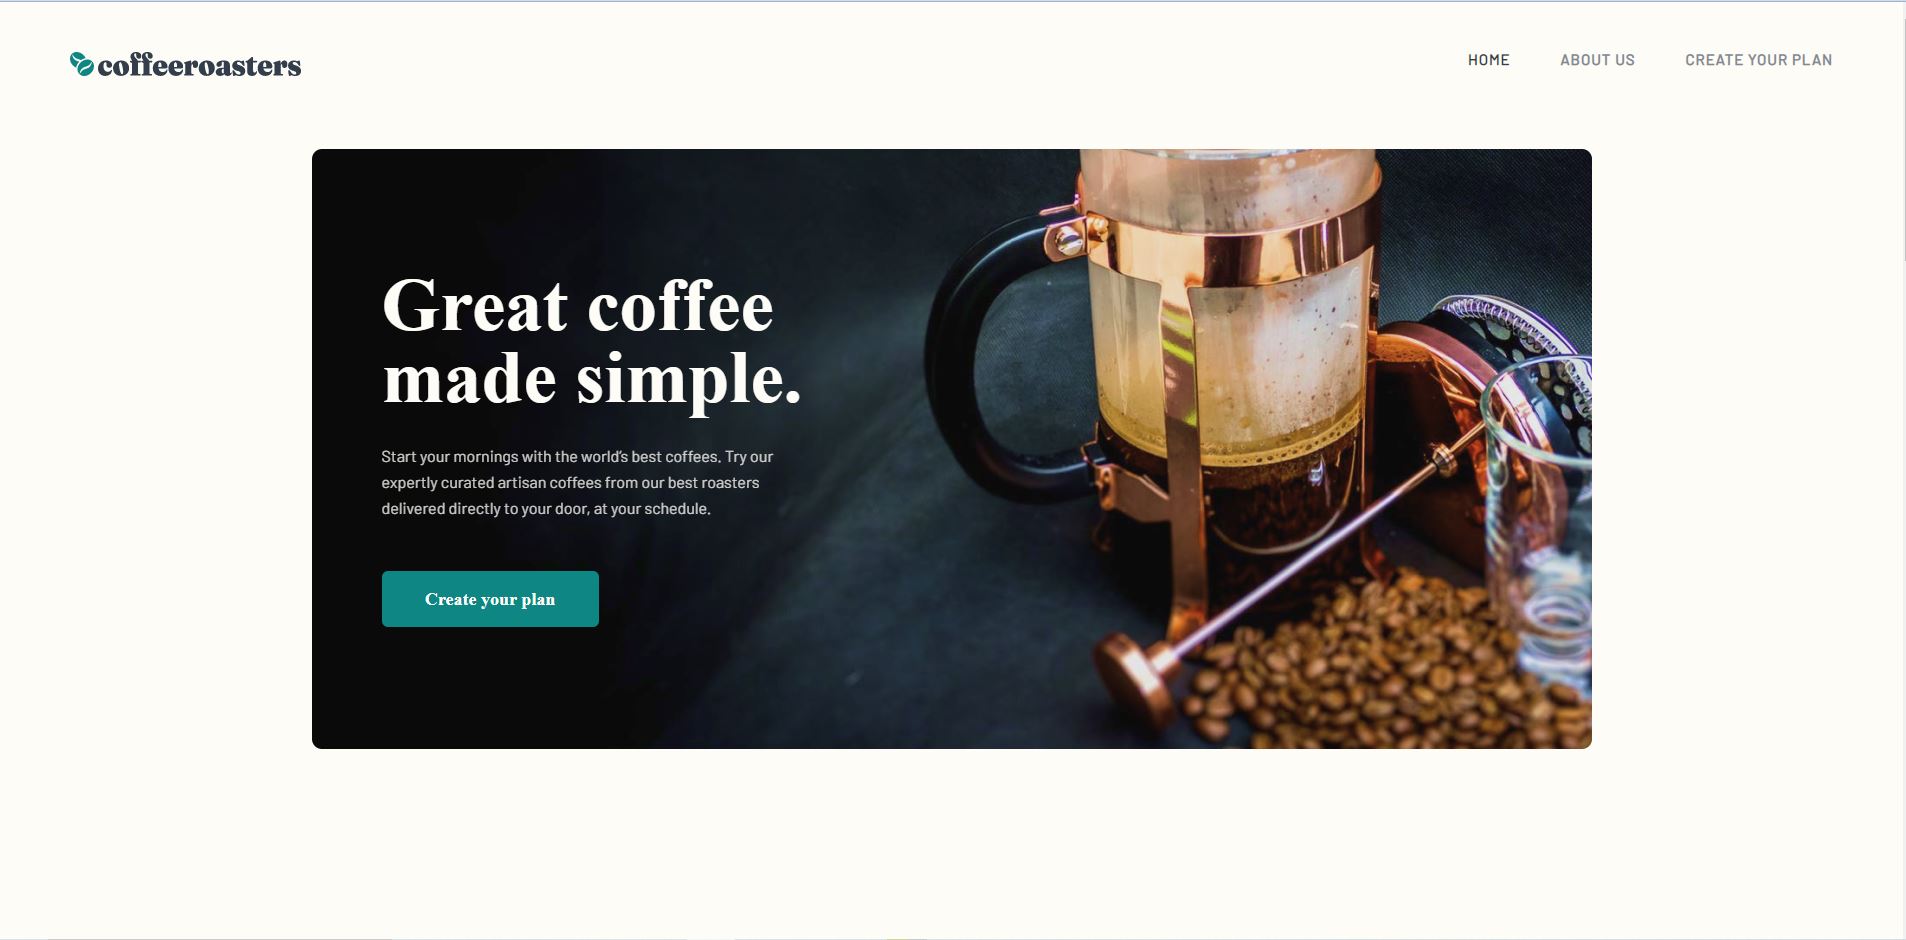 coffeeroasters
HOME
ABOUT US
CREATE YOUR PLAN
Great coffee
made simple.
Start your mornings with the world’s best coffees. Try our
expertly curated artisan coffees from our best roasters
delivered directly to your door, at your schedule.
Create your plan